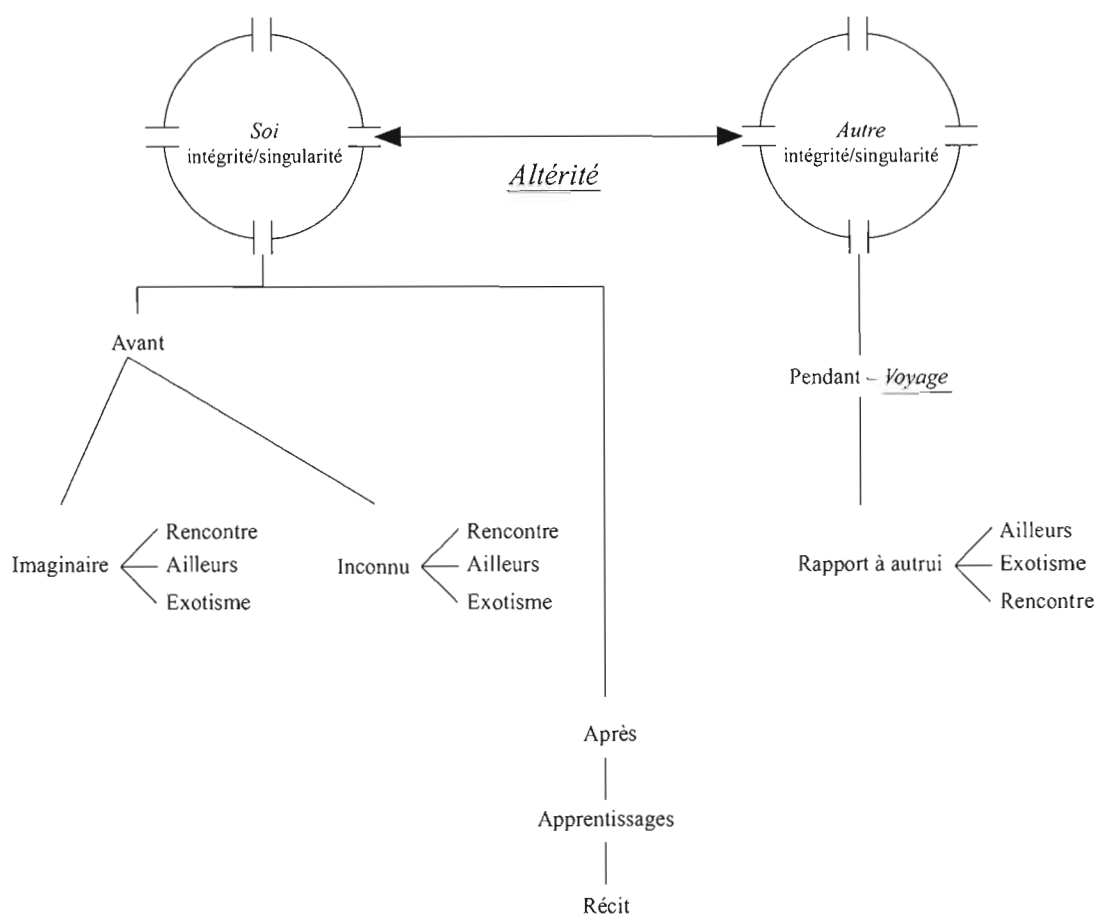 Soi
intégrité/singularité
Autre
intégrité/singularité
Altérité
Avant
Pendant – Voyage
Imaginaire
Rencontre
Ailleurs
Exotisme
Inconnu
Rencontre
Ailleurs
Exotisme
Rapport à autrui
Ailleurs
Exotisme
Rencontre
Après
Apprentissages
Récit